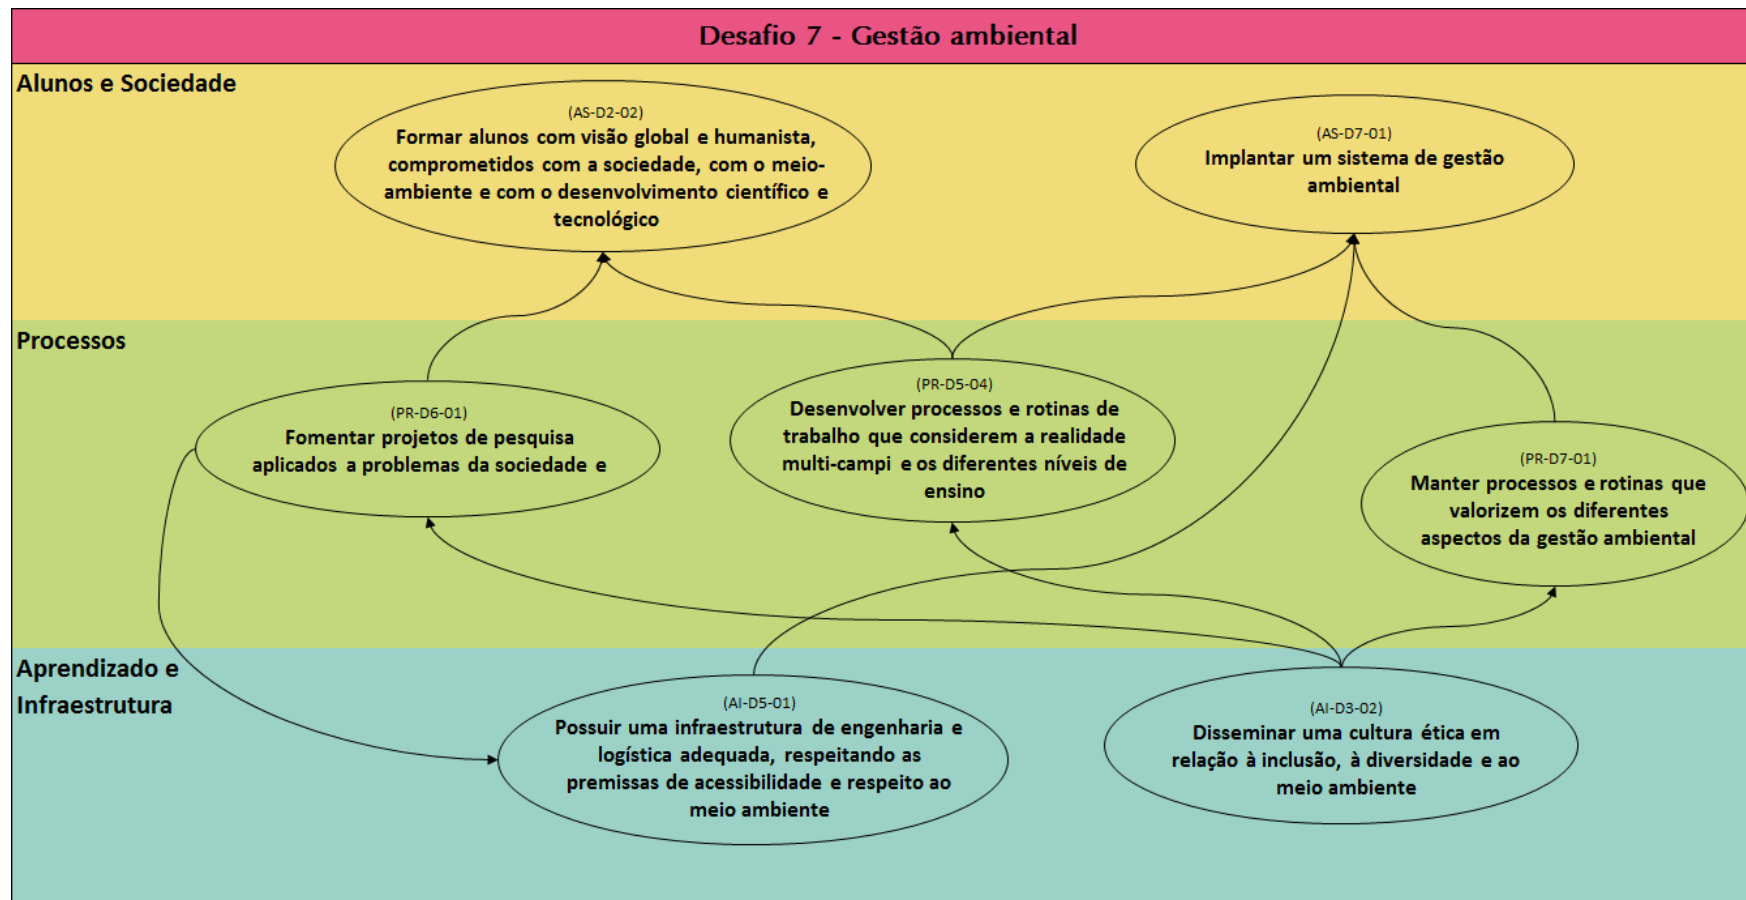 Desafio 7 - Gestão ambiental
Alunos e Sociedade
(AS-D2-02)
Formar alunos com visão global e humanista,
comprometidos com a sociedade, com o meio-
ambiente e com o desenvolvimento científico e
tecnológico
(AS-D7-01)
Implantar um sistema de gestão
ambiental
Processos
(PR-D6-01)
Fomentar projetos de pesquisa
aplicados a problemas da sociedade e
(PR-D5-04)
Desenvolver processos e rotinas de
trabalho que considerem a realidade
multi-campi e os diferentes níveis de
ensino
(PR-D7-01)
Manter processos e rotinas que
valorizem os diferentes
aspectos da gestão ambiental
Aprendizado e
Infraestrutura
(AI-D5-01)
Possuir uma infraestrutura de engenharia e
logística adequada, respeitando as
premissas de acessibilidade e respeito ao
meio ambiente
(AI-D3-02)
Disseminar uma cultura ética em
relação à inclusão, à diversidade e ao
meio ambiente